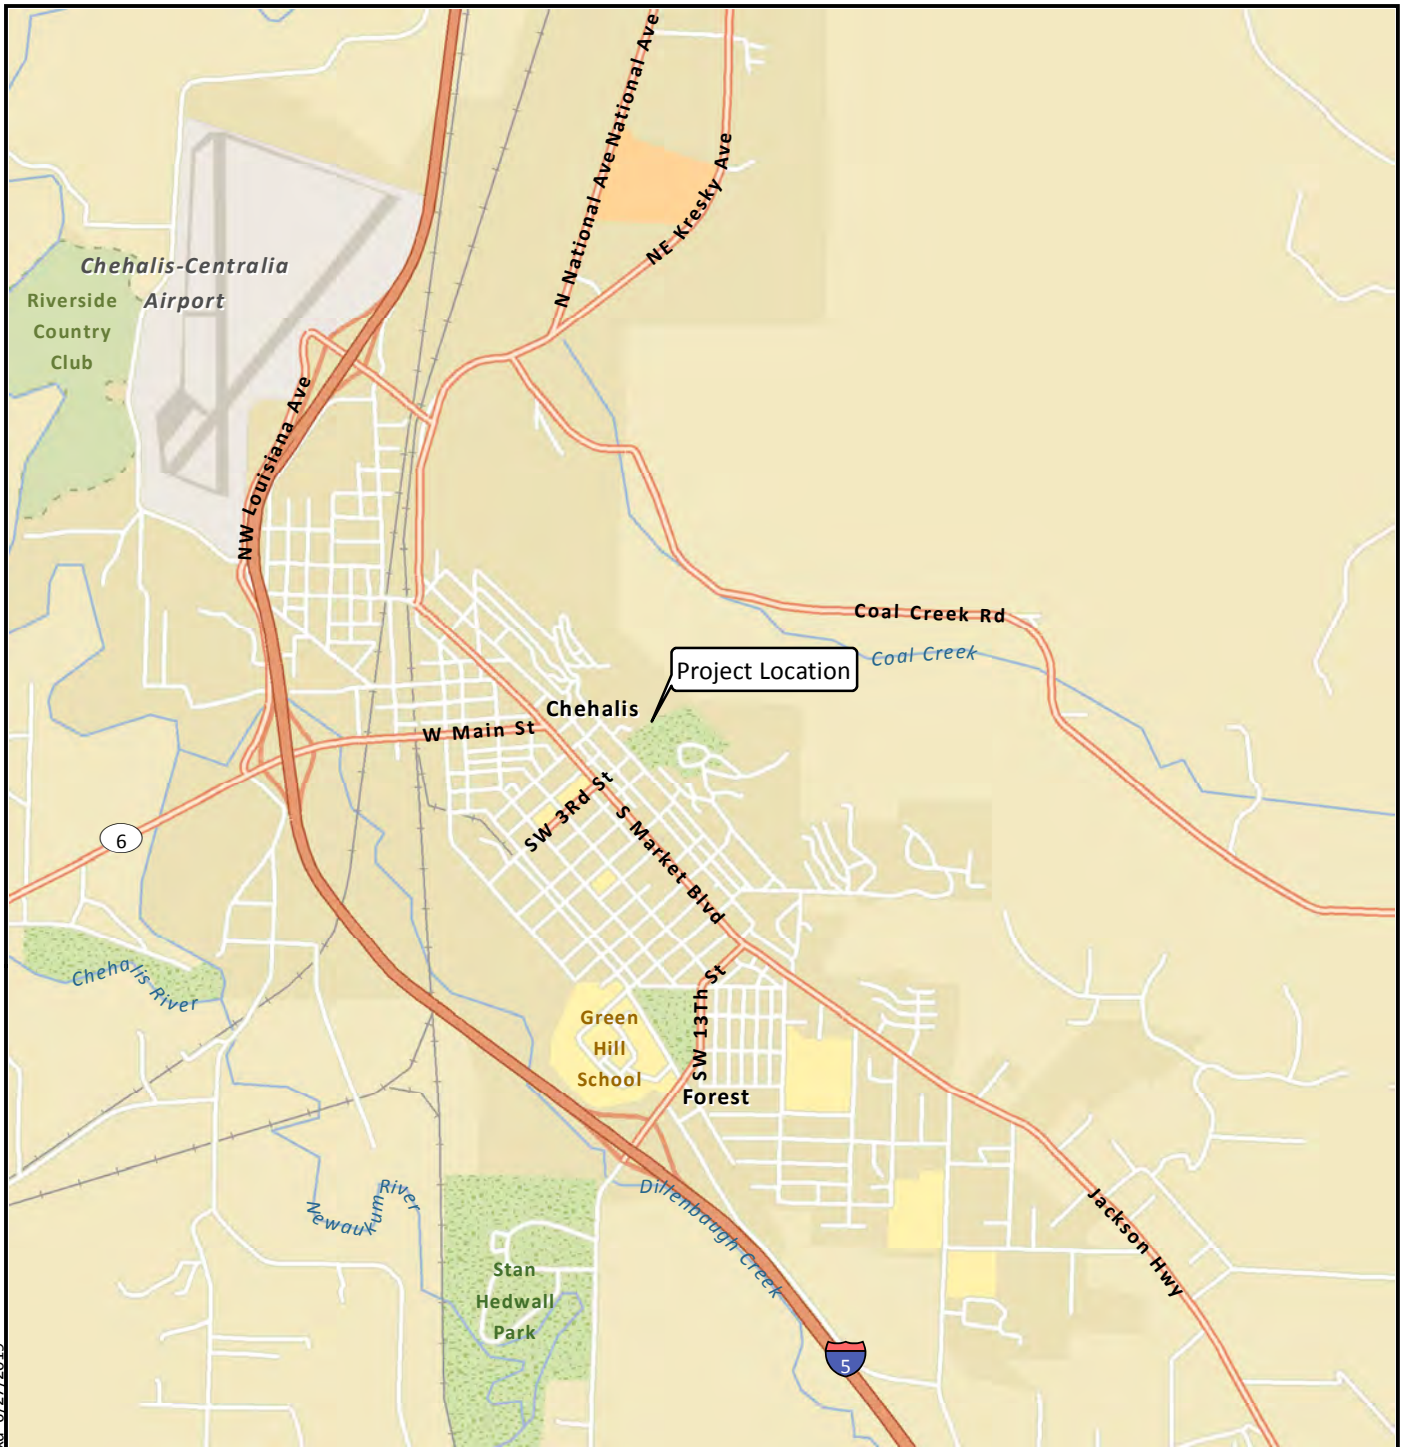 National Ave
N National Ave
NE Kresky Ave
Chehalis-Centralia
Airport
Riverside
Country
Club
NW Louisiana Ave
Coal Creek Rd
Coal Creek
Project Location
Chehalis
W Main St
SW 3Rd St
S Market Blvd
6
Chehalis River
SW 13Th St
Green
Hill
School
Forest
Newaukum River
Dillenbaugh Creek
Jackson Hwy
Stan
Hedwall
Park
5